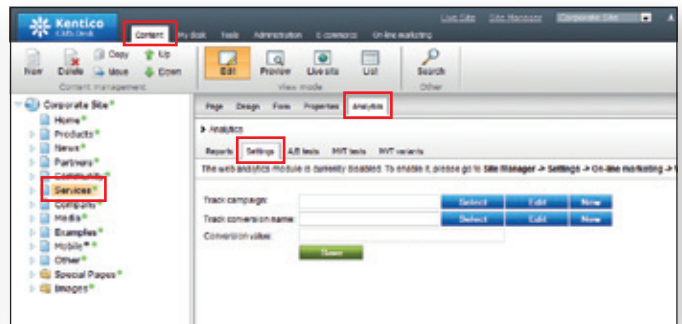 Kentico
CMS Desk
Live Site Site Manager Corporate Site
Content My desk Tools Administration E-commerce On-line marketing
New Delete Copy Move Up Down
Content management
Edit Preview Live site List
View mode
Search
Other
Corporate Site
Home
Products
News
Partners
Community
Services
Company
Media
Examples
Mobile
Other
Special Pages
Images
Page Design Form Properties Analytics
Analytics
Reports Settings A/B tests MVT tests MVT variants
The web analytics module is currently disabled. To enable it, please go to Site Manager -> Settings -> On-line marketing ->
Track campaign: Select Edit New
Track conversion name: Select Edit New
Conversion value:
Save